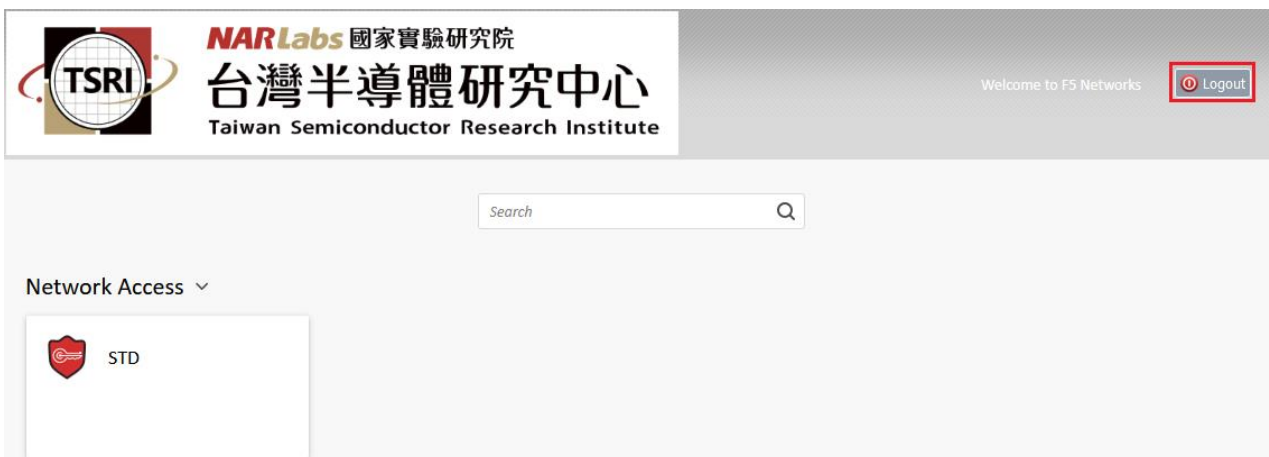 TSRI
NARLabs 國家實驗研究院
台灣半導體研究中心
Taiwan Semiconductor Research Institute
Welcome to F5 Networks
Logout
Search
Network Access
STD